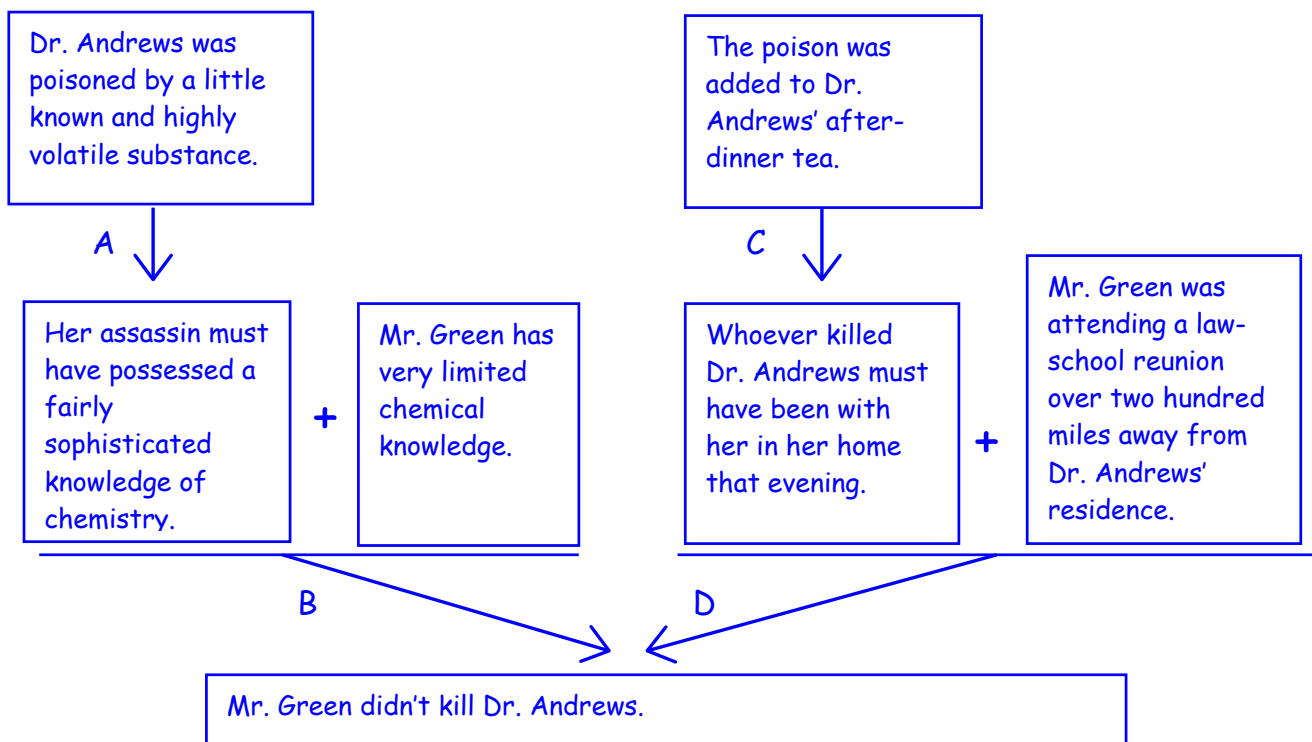 Dr. Andrews was
poisoned by a little
known and highly
volatile substance.
The poison was
added to Dr.
Andrews' after-
dinner tea.
A
C
Her assassin must
have possessed a
fairly
sophisticated
knowledge of
chemistry.
+
Mr. Green has
very limited
chemical
knowledge.
Whoever killed
Dr. Andrews must
have been with
her in her home
that evening.
+
Mr. Green was
attending a law-
school reunion
over two hundred
miles away from
Dr. Andrews'
residence.
B
D
Mr. Green didn't kill Dr. Andrews.